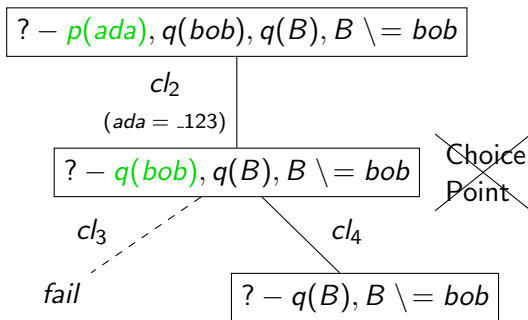 ? − p(ada), q(bob), q(B), B \= bob
cl₂
(ada = _123)
? − q(bob), q(B), B \= bob
Choice
Point
cl₃
cl₄
fail
? − q(B), B \= bob